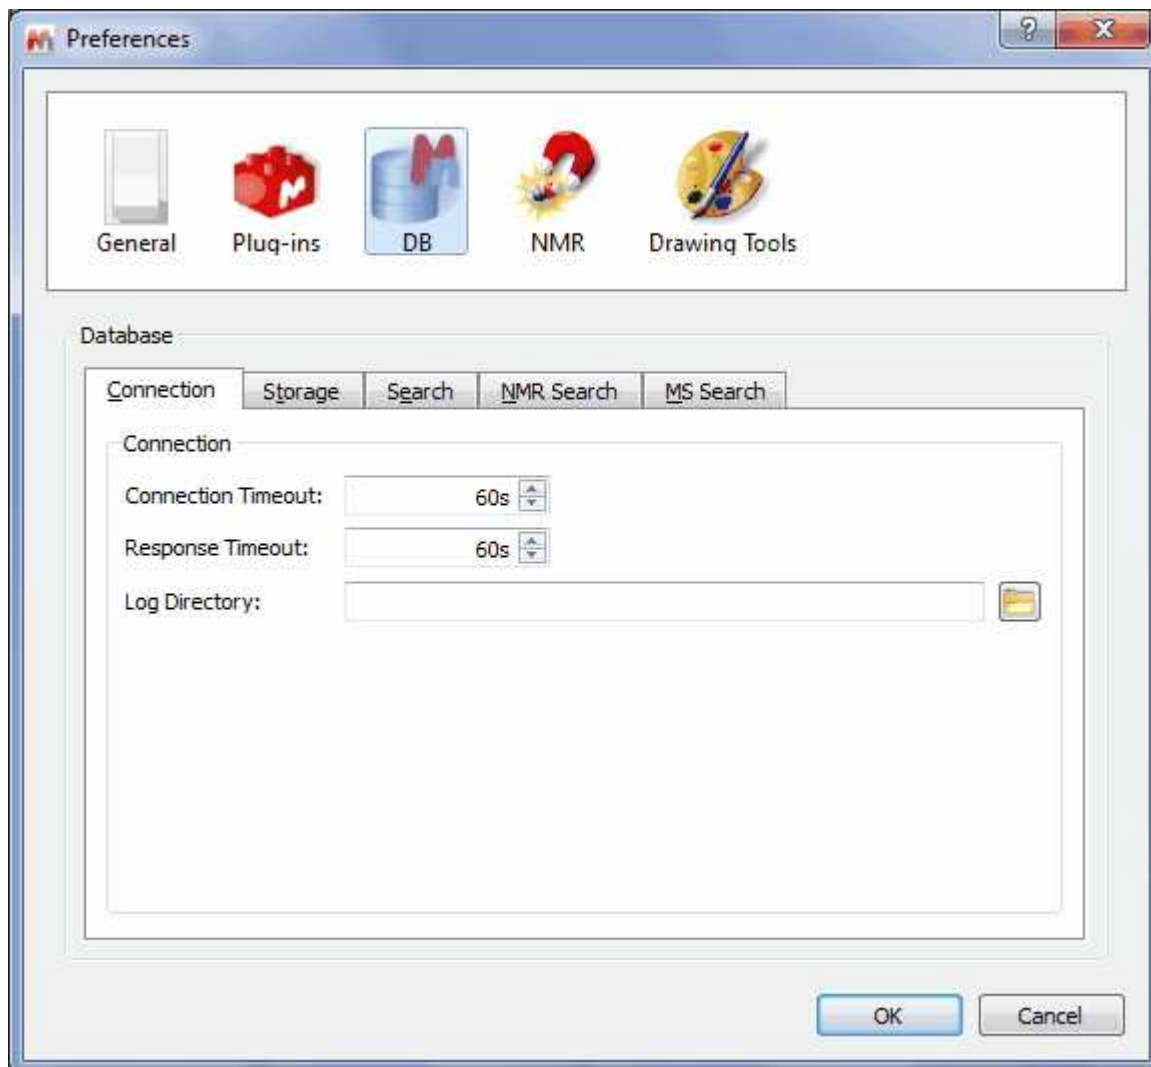 Preferences
General Plug-ins DB NMR Drawing Tools
Database
Connection Storage Search NMR Search MS Search
Connection
Connection Timeout: 60s
Response Timeout: 60s
Log Directory:
OK Cancel